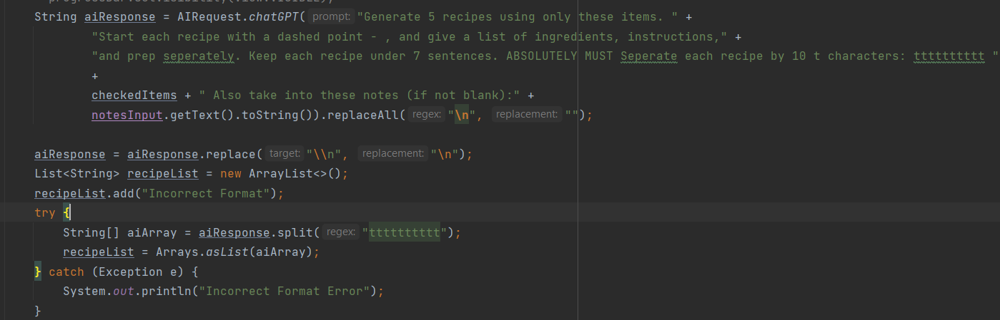 String aiResponse = AIRequest.chatGPT( prompt: "Generate 5 recipes using only these items. " +
"Start each recipe with a dashed point - , and give a list of ingredients, instructions," +
"and prep seperately. Keep each recipe under 7 sentences. ABSOLUTELY MUST Seperate each recipe by 10 t characters: tttttttttt "
+
checkedItems + " Also take into these notes (if not blank):" +
notesInput.getText().toString()).replaceAll( regex: "\n", replacement: "");
aiResponse = aiResponse.replace( target: "\\n", replacement: "\n");
List<String> recipeList = new ArrayList<>();
recipeList.add("Incorrect Format");
try {
String[] aiArray = aiResponse.split( regex: "tttttttttt");
recipeList = Arrays.asList(aiArray);
} catch (Exception e) {
System.out.println("Incorrect Format Error");
}